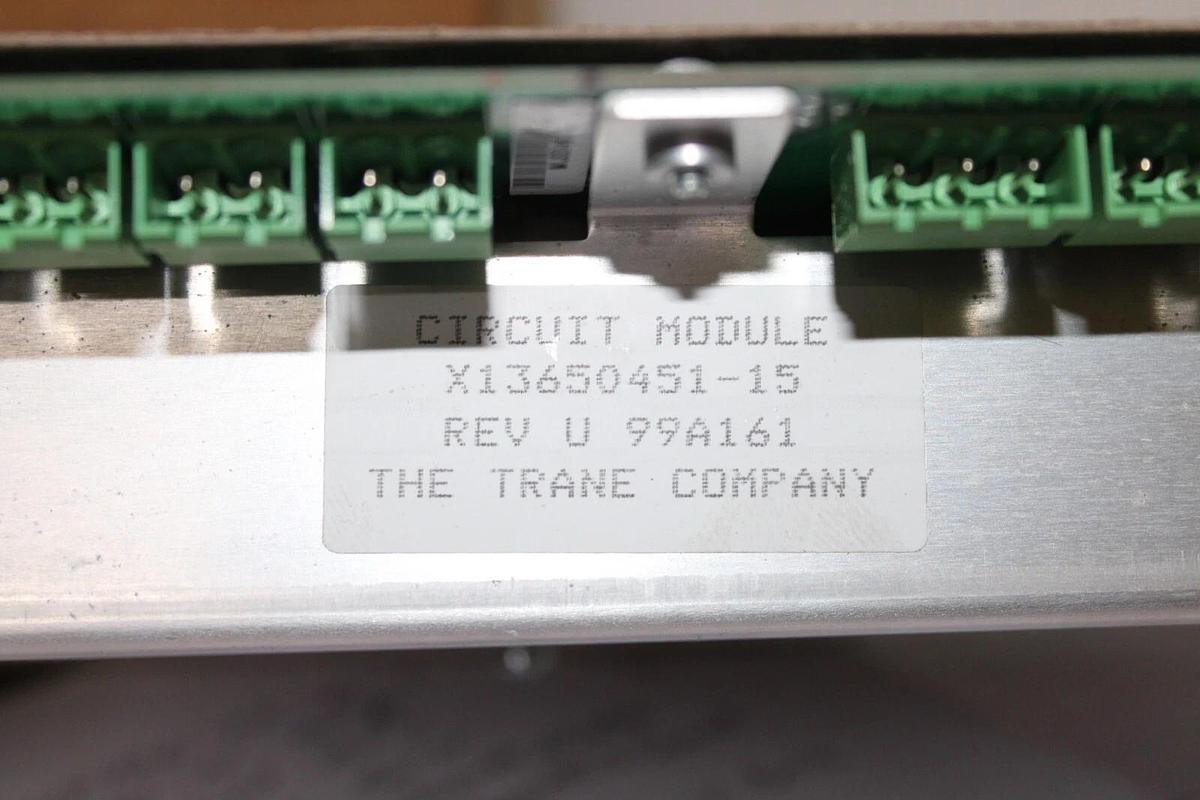 CIRCUIT MODULE
X13650451-15
REV U 99A161
THE TRANE COMPANY